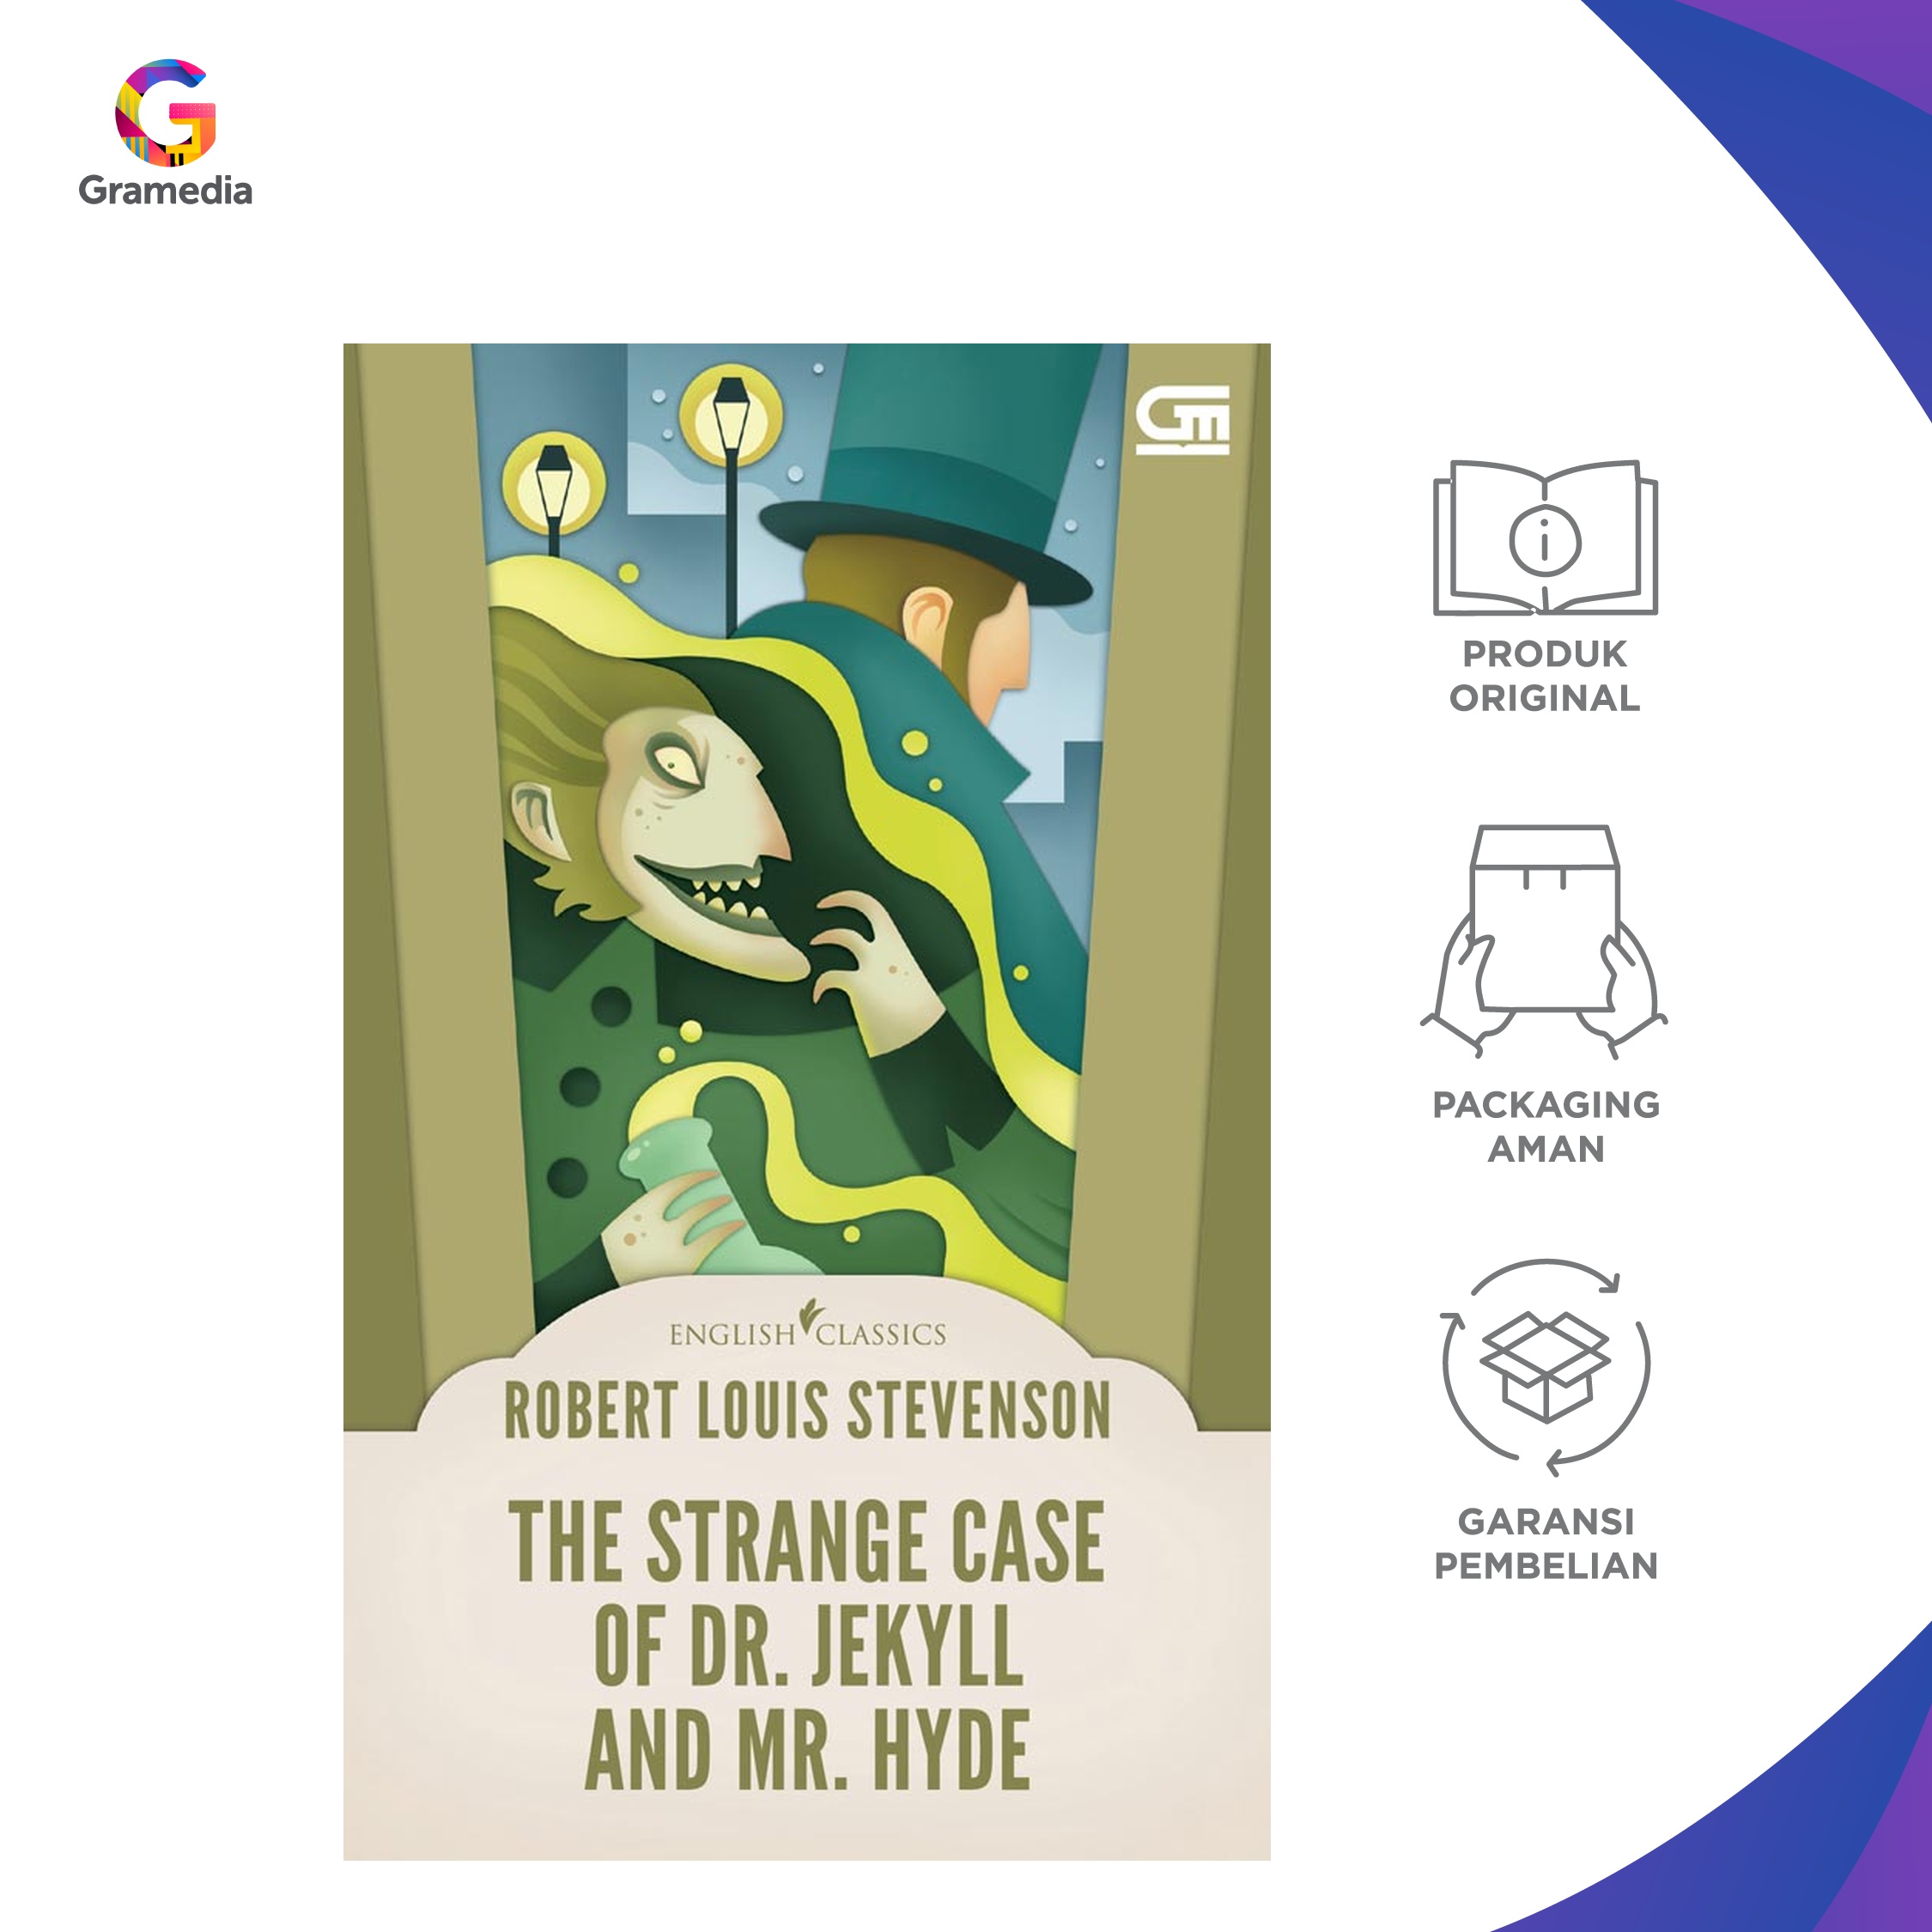 Gramedia
Gm
ENGLISH CLASSICS
ROBERT LOUIS STEVENSON
THE STRANGE CASE
OF DR. JEKYLL
AND MR. HYDE
PRODUK
ORIGINAL
PACKAGING
AMAN
GARANSI
PEMBELIAN